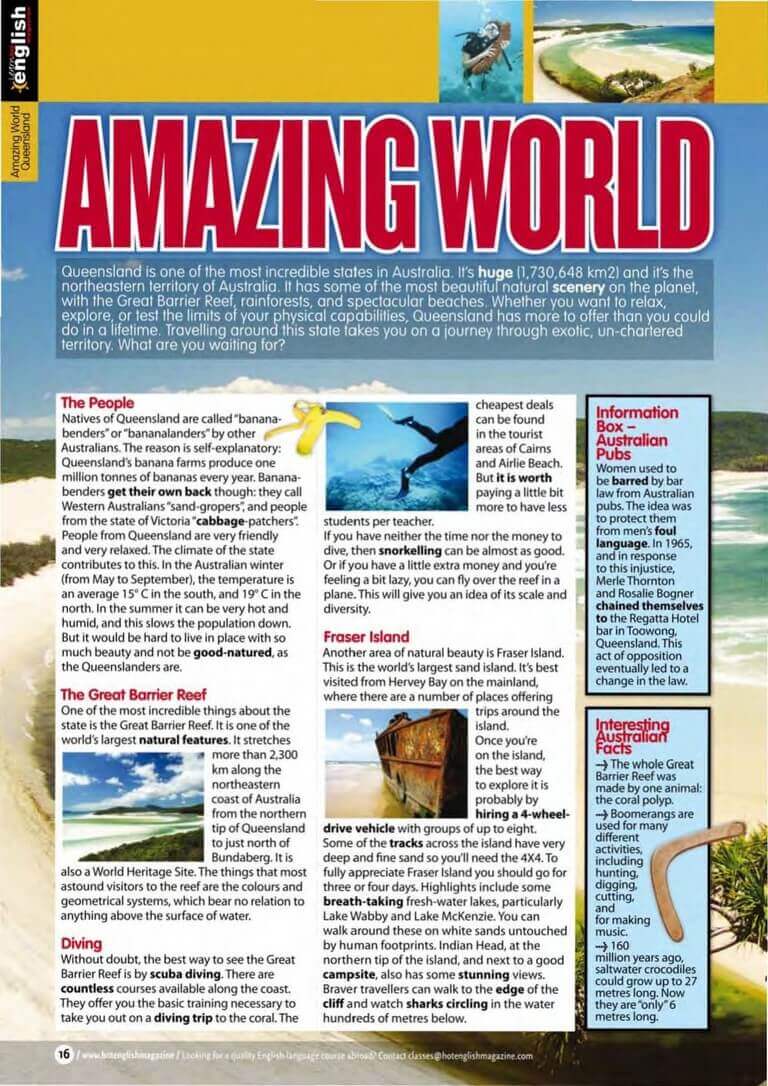 Learn hot
english
magazine
Amazing World
Queensland
AMAZING WORLD
Queensland is one of the most incredible states in Australia. It's huge (1,730,648 km2) and it's the
northeastern territory of Australia. It has some of the most beautiful natural scenery on the planet,
with the Great Barrier Reef, rainforests, and spectacular beaches. Whether you want to relax,
explore, or test the limits of your physical capabilities, Queensland has more to offer than you could
do in a lifetime. Travelling around this state takes you on a journey through exotic, un-chartered
territory. What are you waiting for?
The People
Natives of Queensland are called "banana-
benders" or "bananalanders" by other
Australians. The reason is self-explanatory:
Queensland's banana farms produce one
million tonnes of bananas every year. Banana-
benders get their own back though: they call
Western Australians "sand-gropers", and people
from the state of Victoria "cabbage-patchers".
People from Queensland are very friendly
and very relaxed. The climate of the state
contributes to this. In the Australian winter
(from May to September), the temperature is
an average 15° C in the south, and 19° C in the
north. In the summer it can be very hot and
humid, and this slows the population down.
But it would be hard to live in place with so
much beauty and not be good-natured, as
the Queenslanders are.
The Great Barrier Reef
One of the most incredible things about the
state is the Great Barrier Reef. It is one of the
world's largest natural features. It stretches
more than 2,300
km along the
northeastern
coast of Australia
from the northern
tip of Queensland
to just north of
Bundaberg. It is
also a World Heritage Site. The things that most
astound visitors to the reef are the colours and
geometrical systems, which bear no relation to
anything above the surface of water.
Diving
Without doubt, the best way to see the Great
Barrier Reef is by scuba diving. There are
countless courses available along the coast.
They offer you the basic training necessary to
take you out on a diving trip to the coral. The
cheapest deals
can be found
in the tourist
areas of Cairns
and Airlie Beach.
But it is worth
paying a little bit
more to have less
students per teacher.
If you have neither the time nor the money to
dive, then snorkelling can be almost as good.
Or if you have a little extra money and you're
feeling a bit lazy, you can fly over the reef in a
plane. This will give you an idea of its scale and
diversity.
Fraser Island
Another area of natural beauty is Fraser Island.
This is the world's largest sand island. It's best
visited from Hervey Bay on the mainland,
where there are a number of places offering
trips around the
island.
Once you're
on the island,
the best way
to explore it is
probably by
hiring a 4-wheel-
drive vehicle with groups of up to eight.
Some of the tracks across the island have very
deep and fine sand so you'll need the 4X4. To
fully appreciate Fraser Island you should go for
three or four days. Highlights include some
breath-taking fresh-water lakes, particularly
Lake Wabby and Lake McKenzie. You can
walk around these on white sands untouched
by human footprints. Indian Head, at the
northern tip of the island, and next to a good
campsite, also has some stunning views.
Braver travellers can walk to the edge of the
cliff and watch sharks circling in the water
hundreds of metres below.
Information
Box –
Australian
Pubs
Women used to
be barred by bar
law from Australian
pubs. The idea was
to protect them
from men's foul
language. In 1965,
and in response
to this injustice,
Merle Thornton
and Rosalie Bogner
chained themselves
to the Regatta Hotel
bar in Toowong,
Queensland. This
act of opposition
eventually led to a
change in the law.
Interesting
Australian
Facts
→ The whole Great
Barrier Reef was
made by one animal:
the coral polyp.
→ Boomerangs are
used for many
different
activities,
including
hunting,
digging,
cutting,
and
for making
music.
→ 160
million years ago,
saltwater crocodiles
could grow up to 27
metres long. Now
they are "only" 6
metres long.
16 / www.hotenglishmagazine / Looking for a quality English-language course abroad? Contact classes@hotenglishmagazine.com